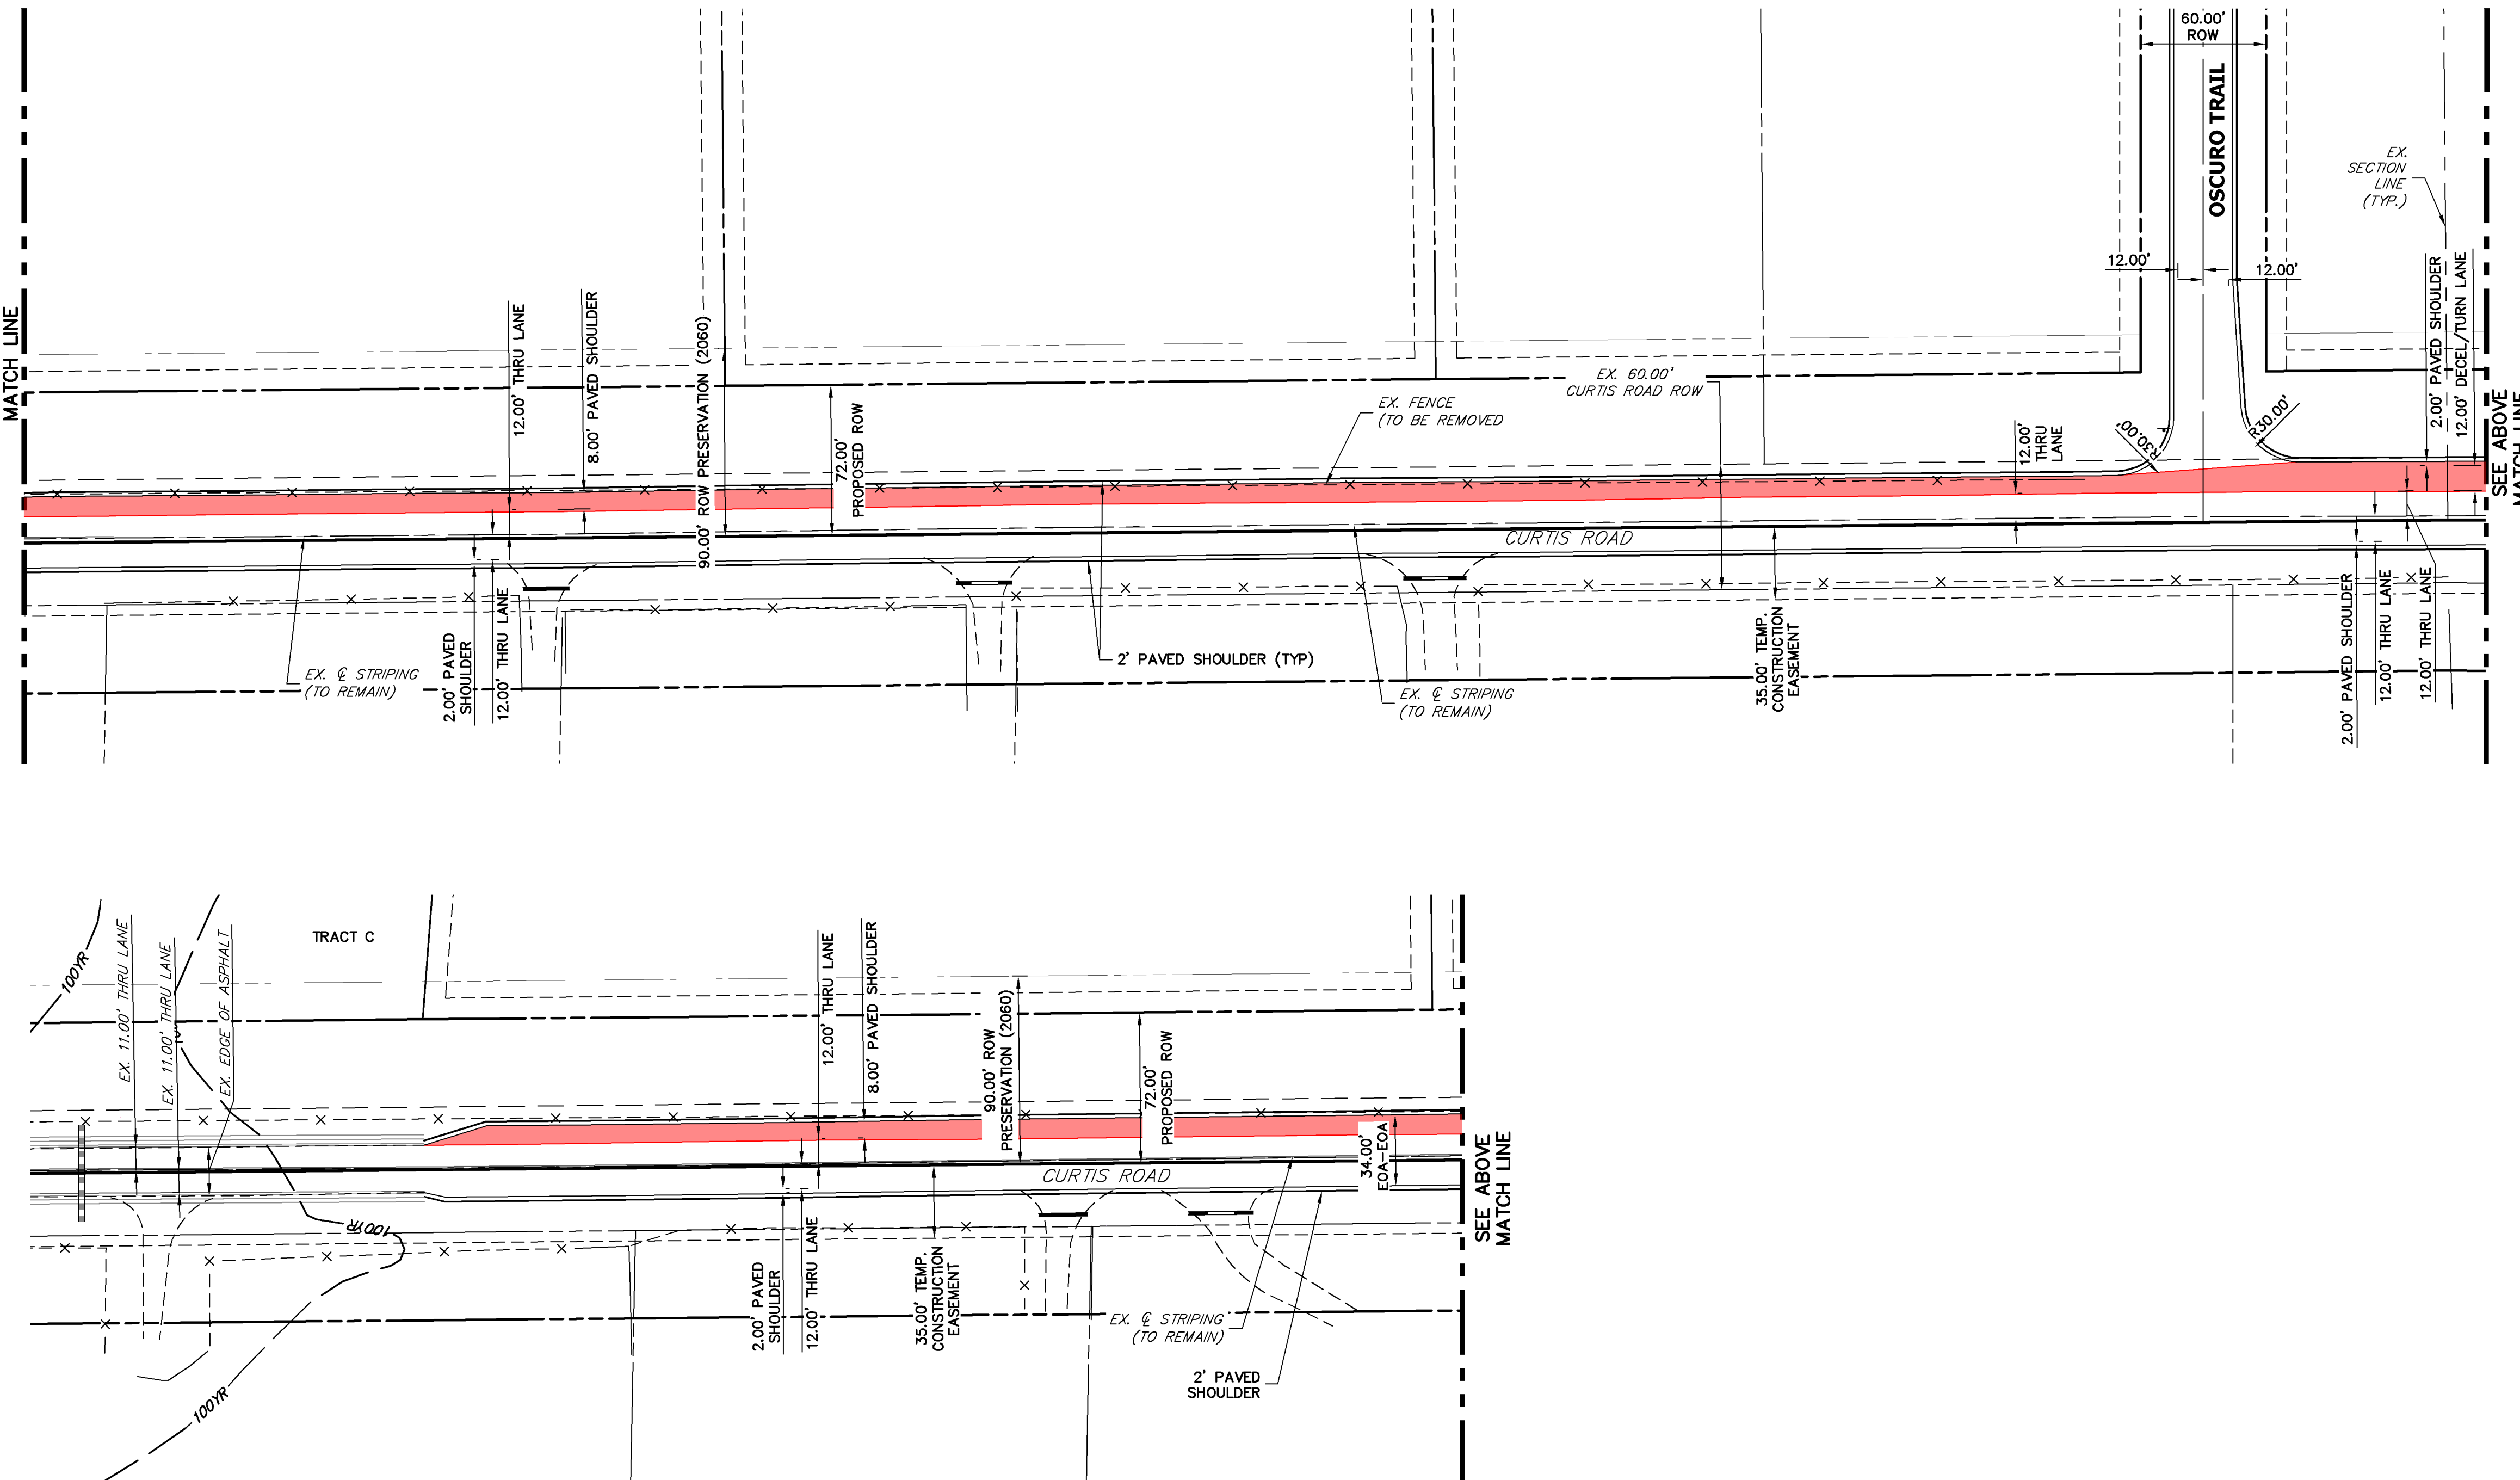 60.00'
ROW
OSCURO TRAIL
EX.
SECTION
LINE
(TYP.)
12.00'
12.00'
MATCH LINE
12.00' THRU LANE
8.00' PAVED SHOULDER
90.00' ROW PRESERVATION (2060)
72.00'
PROPOSED ROW
EX. FENCE
(TO BE REMOVED
EX. 60.00'
CURTIS ROAD ROW
12.00'
THRU
LANE
R30.00'
R30.00'
2.00' PAVED SHOULDER
12.00' DECEL/TURN LANE
SEE ABOVE
MATCH LINE
CURTIS ROAD
EX. ℄ STRIPING
(TO REMAIN)
2.00' PAVED
SHOULDER
12.00' THRU LANE
2' PAVED SHOULDER (TYP)
EX. ℄ STRIPING
(TO REMAIN)
35.00' TEMP.
CONSTRUCTION
EASEMENT
2.00' PAVED SHOULDER
12.00' THRU LANE
12.00' THRU LANE
100YR
EX. 11.00' THRU LANE
EX. 11.00' THRU LANE
EX. EDGE OF ASPHALT
TRACT C
12.00' THRU LANE
8.00' PAVED SHOULDER
90.00' ROW
PRESERVATION (2060)
72.00'
PROPOSED ROW
34.00'
EOA-EOA
SEE ABOVE
MATCH LINE
CURTIS ROAD
100YR
100YR
2.00' PAVED
SHOULDER
12.00' THRU LANE
35.00' TEMP.
CONSTRUCTION
EASEMENT
EX. ℄ STRIPING
(TO REMAIN)
2' PAVED
SHOULDER